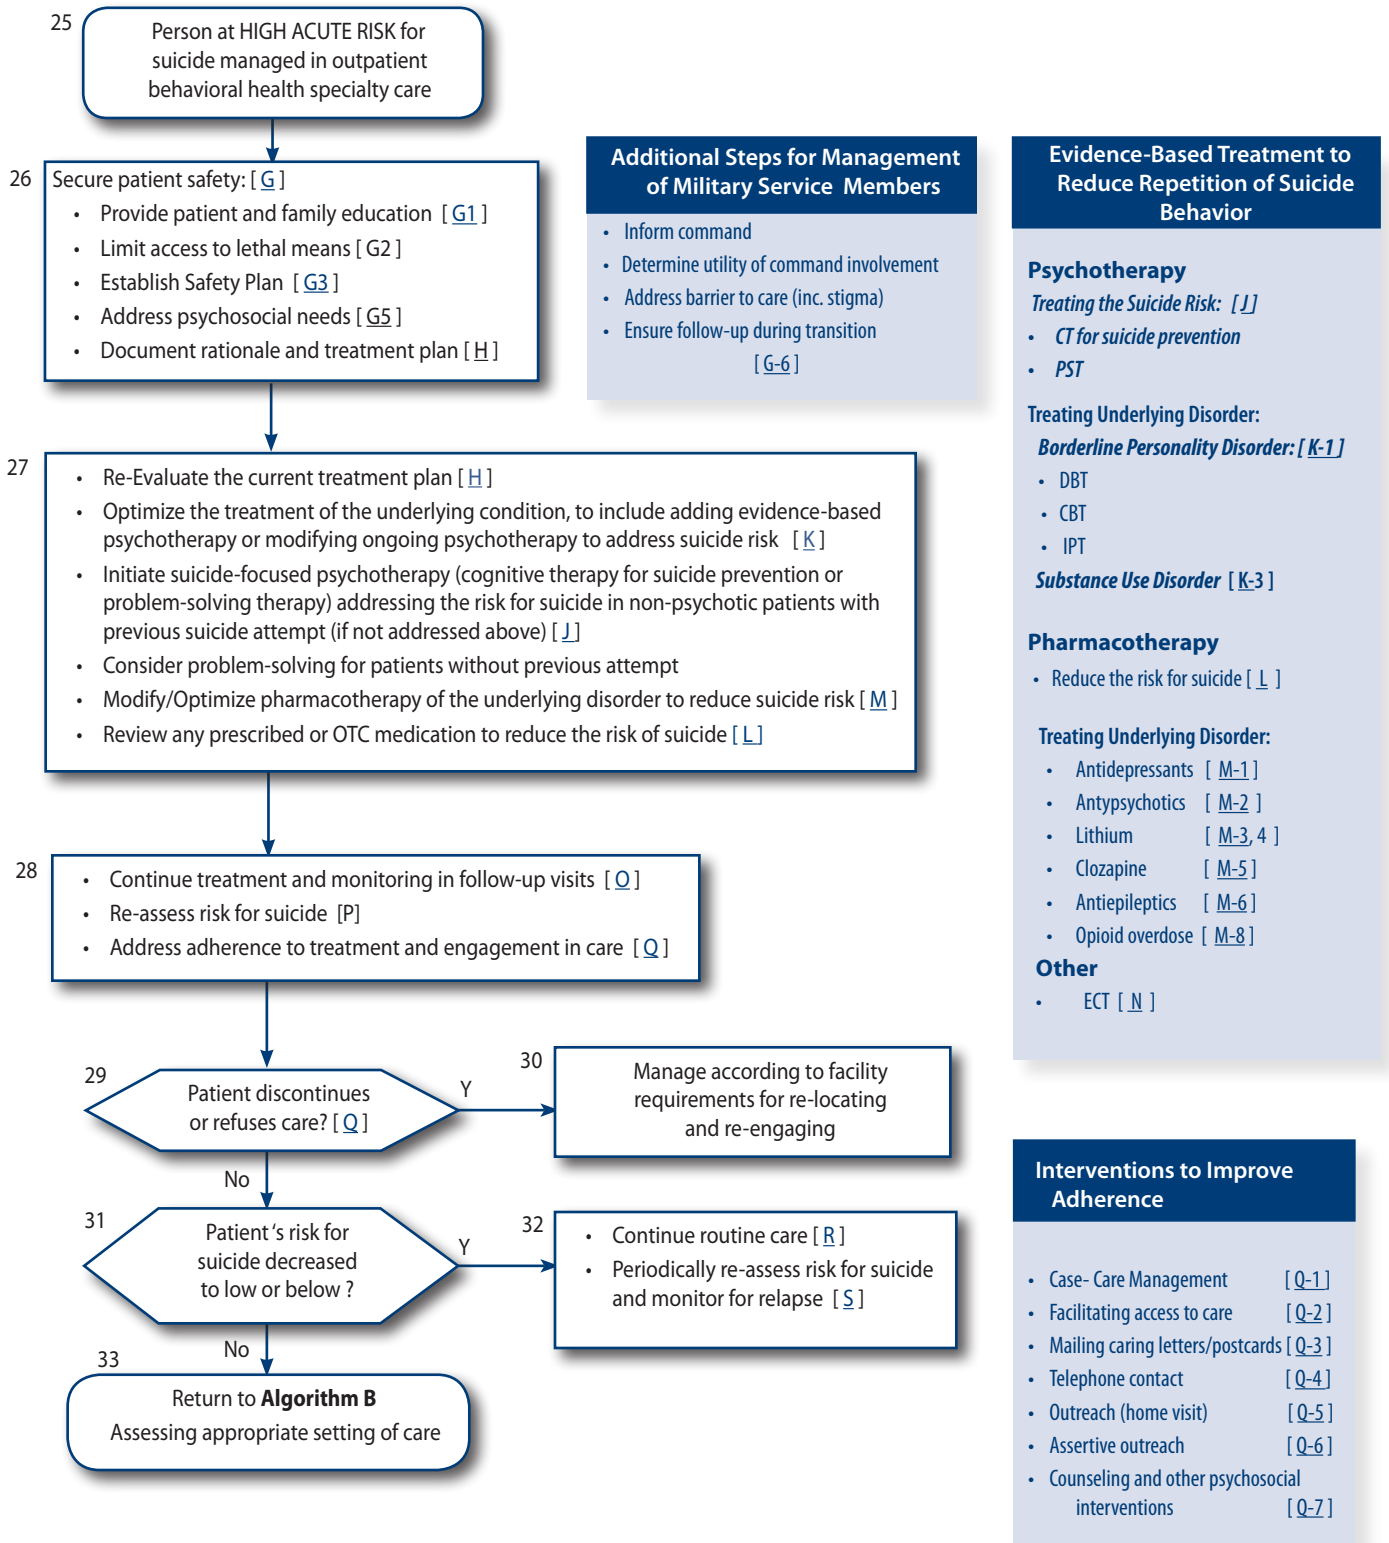 25
Person at HIGH ACUTE RISK for
suicide managed in outpatient
behavioral health specialty care
26
Secure patient safety: [ G ]
• Provide patient and family education [ G1 ]
• Limit access to lethal means [ G2 ]
• Establish Safety Plan [ G3 ]
• Address psychosocial needs [ G5 ]
• Document rationale and treatment plan [ H ]
Additional Steps for Management
of Military Service Members
• Inform command
• Determine utility of command involvement
• Address barrier to care (inc. stigma)
• Ensure follow-up during transition
[ G-6 ]
27
• Re-Evaluate the current treatment plan [ H ]
• Optimize the treatment of the underlying condition, to include adding evidence-based
psychotherapy or modifying ongoing psychotherapy to address suicide risk [ K ]
• Initiate suicide-focused psychotherapy (cognitive therapy for suicide prevention or
problem-solving therapy) addressing the risk for suicide in non-psychotic patients with
previous suicide attempt (if not addressed above) [ J ]
• Consider problem-solving for patients without previous attempt
• Modify/Optimize pharmacotherapy of the underlying disorder to reduce suicide risk [ M ]
• Review any prescribed or OTC medication to reduce the risk of suicide [ L ]
28
• Continue treatment and monitoring in follow-up visits [ O ]
• Re-assess risk for suicide [P]
• Address adherence to treatment and engagement in care [ Q ]
29
Patient discontinues
or refuses care? [ Q ]
Y
30
Manage according to facility
requirements for re-locating
and re-engaging
No
31
Patient 's risk for
suicide decreased
to low or below ?
Y
32
• Continue routine care [ R ]
• Periodically re-assess risk for suicide
and monitor for relapse [ S ]
No
33
Return to Algorithm B
Assessing appropriate setting of care
Evidence-Based Treatment to
Reduce Repetition of Suicide
Behavior
Psychotherapy
Treating the Suicide Risk: [ J ]
• CT for suicide prevention
• PST
Treating Underlying Disorder:
Borderline Personality Disorder: [ K-1 ]
• DBT
• CBT
• IPT
Substance Use Disorder [ K-3 ]
Pharmacotherapy
• Reduce the risk for suicide [ L ]
Treating Underlying Disorder:
• Antidepressants [ M-1 ]
• Antypsychotics [ M-2 ]
• Lithium [ M-3, 4 ]
• Clozapine [ M-5 ]
• Antiepileptics [ M-6 ]
• Opioid overdose [ M-8 ]
Other
• ECT [ N ]
Interventions to Improve
Adherence
• Case- Care Management [ Q-1 ]
• Facilitating access to care [ Q-2 ]
• Mailing caring letters/postcards [ Q-3 ]
• Telephone contact [ Q-4 ]
• Outreach (home visit) [ Q-5 ]
• Assertive outreach [ Q-6 ]
• Counseling and other psychosocial
interventions [ Q-7 ]